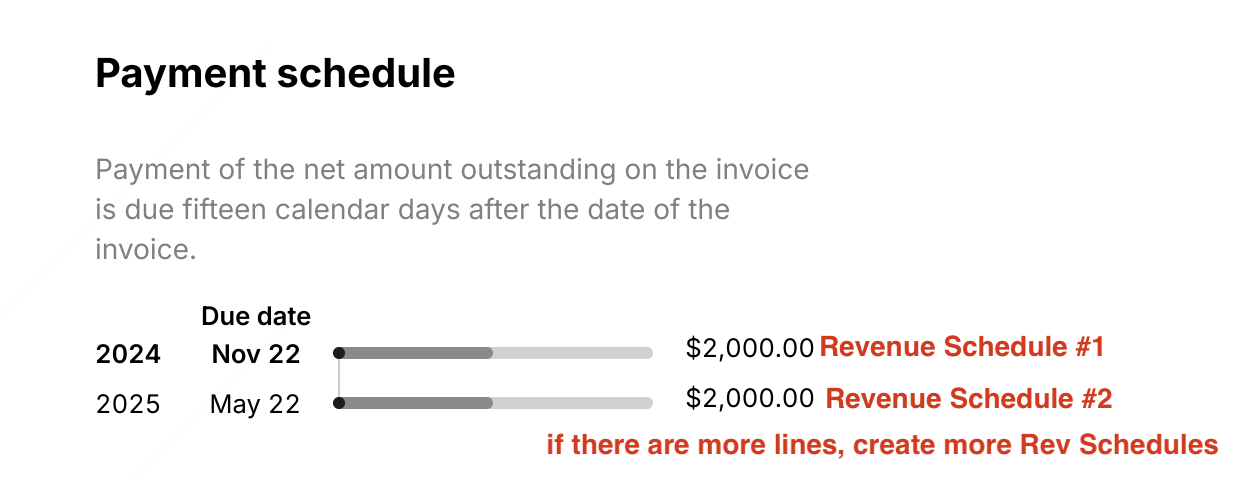 Payment schedule
Payment of the net amount outstanding on the invoice
is due fifteen calendar days after the date of the
invoice.
Due date
2024 Nov 22 $2,000.00 Revenue Schedule #1
2025 May 22 $2,000.00 Revenue Schedule #2
if there are more lines, create more Rev Schedules